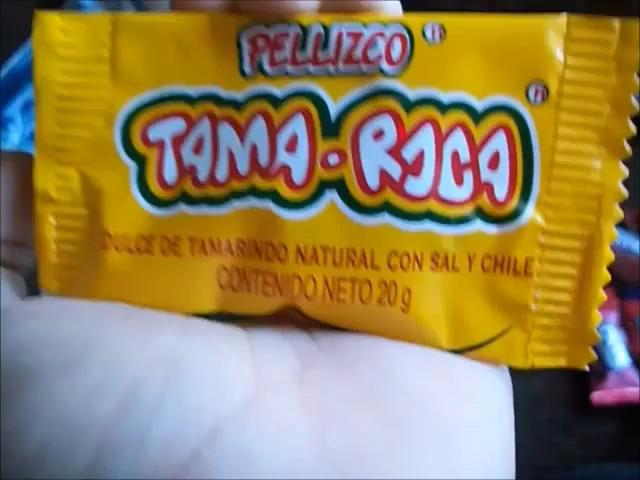 PELLIZCO
TAMA·ROCA
DULCE DE TAMARINDO NATURAL CON SAL Y CHILE
CONTENIDO NETO 20 g